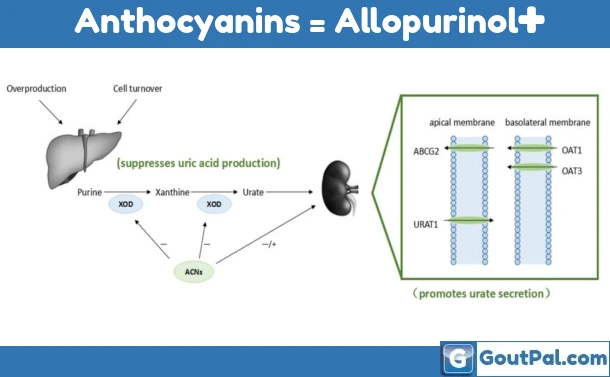 Anthocyanins = Allopurinol+
Overproduction Cell turnover
(suppresses uric acid production)
Purine Xanthine Urate
XOD XOD
– – –/+
ACNs
apical membrane basolateral membrane
ABCG2 OAT1
OAT3
URAT1
(promotes urate secretion)
G GoutPal.com